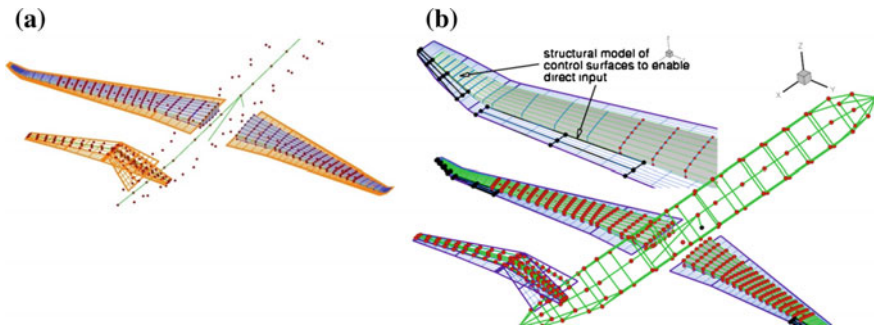 (a)
(b)
structural model of
control surfaces to enable
direct input
Z
X
Y